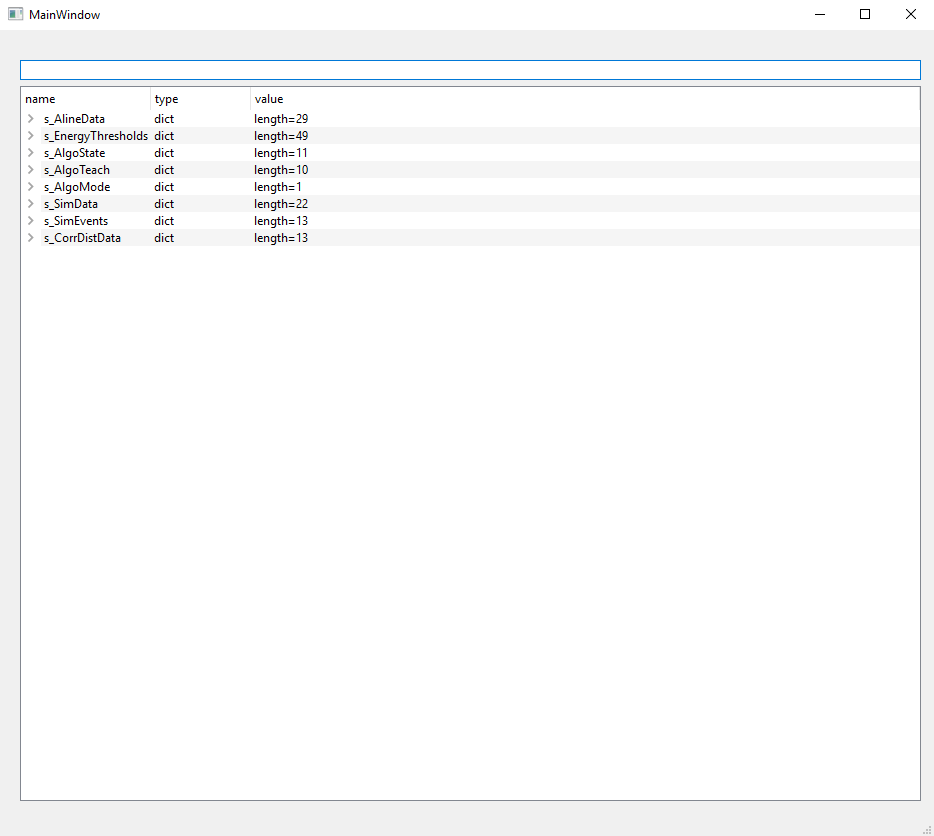 MainWindow
name type value
s_AlineData dict length=29
s_EnergyThresholds dict length=49
s_AlgoState dict length=11
s_AlgoTeach dict length=10
s_AlgoMode dict length=1
s_SimData dict length=22
s_SimEvents dict length=13
s_CorrDistData dict length=13